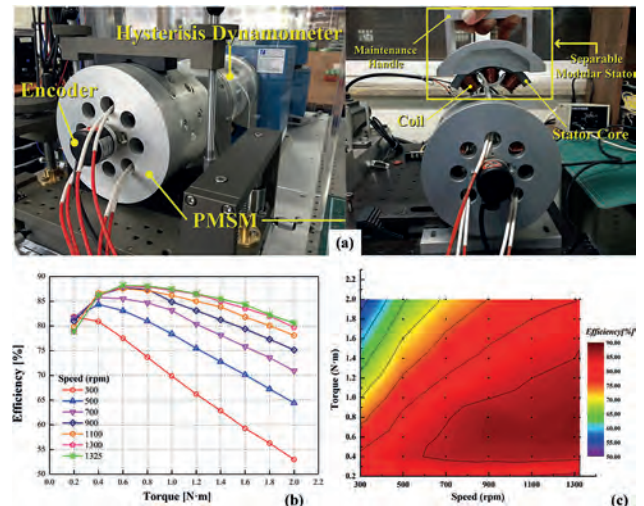 Hysterisis Dynamometer
Encoder
PMSM
Maintenance
Handle
Separable
Modular Stator
Coil
Stator Core
(a)
Efficiency [%]
90
85
80
75
70
65
60
55
50
Speed (rpm)
300
500
700
900
1100
1300
1325
0.0 0.2 0.4 0.6 0.8 1.0 1.2 1.4 1.6 1.8 2.0 2.2
Torque [N·m]
(b)
Torque (N·m)
2.2
2.0
1.8
1.6
1.4
1.2
1.0
0.8
0.6
0.4
0.2
300 500 700 900 1100 1300
Speed (rpm)
(c)
Efficiency[%]
90.00
85.00
80.00
75.00
70.00
65.00
60.00
55.00
50.00